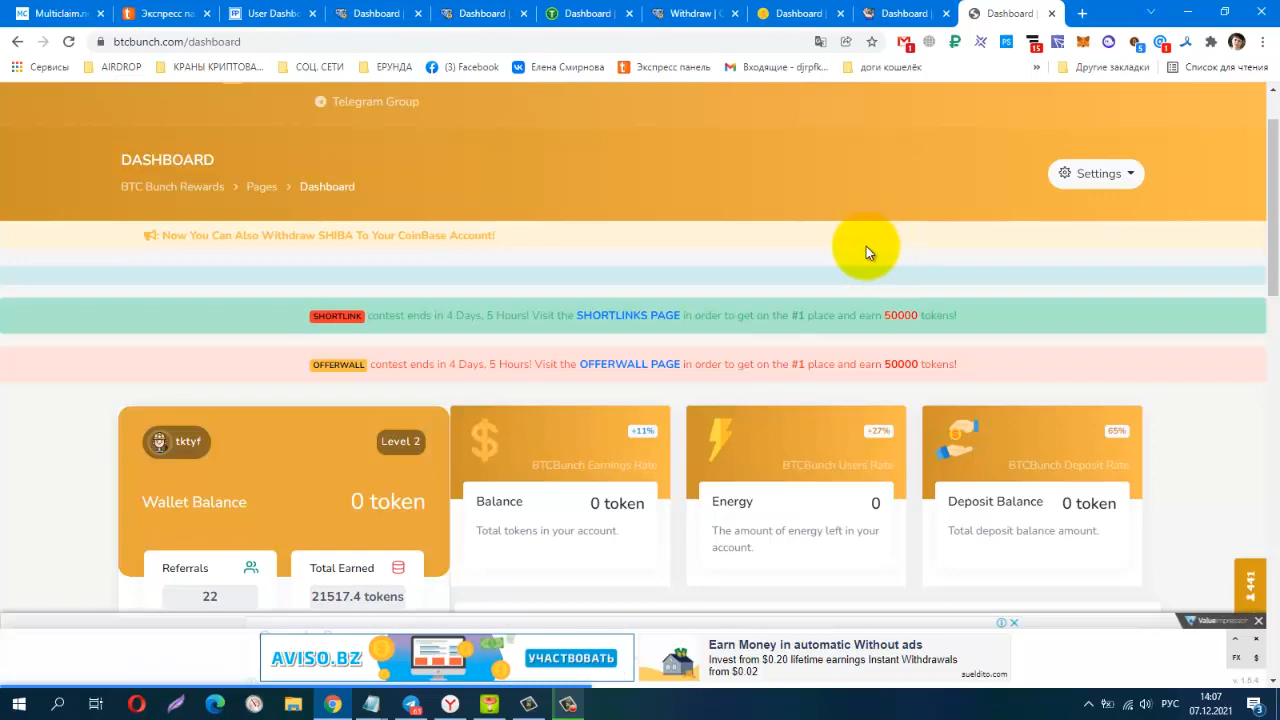 Multiclaim.n
Экспресс па
User Dashbo
Dashboard
Dashboard
Dashboard |
Withdraw | C
Dashboard
Dashboard
Dashboard |
btcbunch.com/dashboard
Сервисы
AIRDROP
КРАНЫ КРИПТОВА...
СОЦ. СЕТИ
ЕРУНДА
(3) Facebook
Елена Смирнова
Экспресс панель
Входящие - djrpfk...
доги кошелёк
»
Другие закладки
Список для чтения
Telegram Group
DASHBOARD
BTC Bunch Rewards > Pages > Dashboard
Settings
: Now You Can Also Withdraw SHIBA To Your CoinBase Account!
SHORTLINK contest ends in 4 Days, 5 Hours! Visit the SHORTLINKS PAGE in order to get on the #1 place and earn 50000 tokens!
OFFERWALL contest ends in 4 Days, 5 Hours! Visit the OFFERWALL PAGE in order to get on the #1 place and earn 50000 tokens!
tktyf
Level 2
Wallet Balance
0 token
Referrals
22
Total Earned
21517.4 tokens
+11%
BTCBunch Earnings Rate
Balance
0 token
Total tokens in your account.
+27%
BTCBunch Users Rate
Energy
0
The amount of energy left in your
account.
65%
BTCBunch Deposit Rate
Deposit Balance
0 token
Total deposit balance amount.
441
ValueImpression
AVISO.BZ
УЧАСТВОВАТЬ
Earn Money in automatic Without ads
Invest from $0.20 lifetime earnings Instant Withdrawals
from $0.02
sueldito.com
FX
$
v. 1.5.4
РУС
14:07
07.12.2021